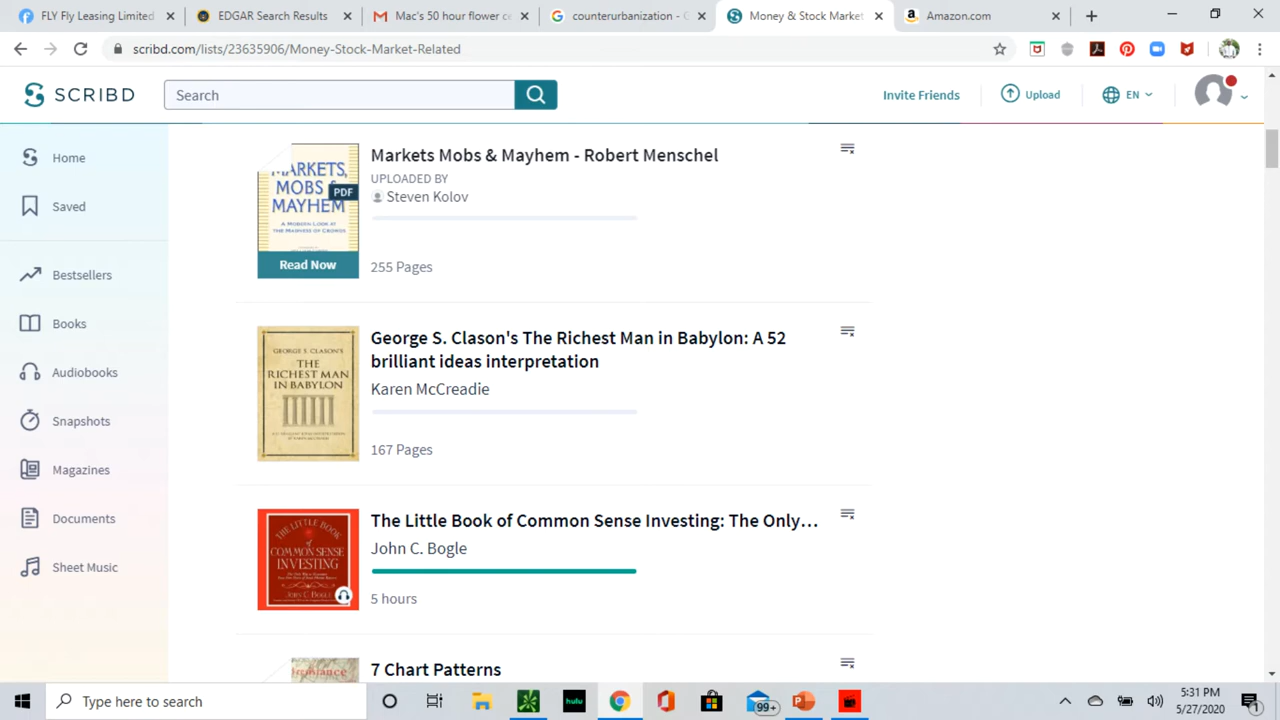 FLY Leasing Limited
EDGAR Search Results
Mac's 50 hour flower ce
counterurbanization - G
Money & Stock Market
Amazon.com
scribd.com/lists/23635906/Money-Stock-Market-Related
SCRIBD
Search
Invite Friends
Upload
EN
Home
Saved
Bestsellers
Books
Audiobooks
Snapshots
Magazines
Documents
Sheet Music
MARKETS,
MOBS &
MAYHEM
A MODERN LOOK AT
THE MADNESS OF CROWDS
PDF
Read Now
Markets Mobs & Mayhem - Robert Menschel
UPLOADED BY
Steven Kolov
255 Pages
GEORGE S. CLASON'S
THE
RICHEST MAN
IN BABYLON
George S. Clason's The Richest Man in Babylon: A 52
brilliant ideas interpretation
Karen McCreadie
167 Pages
THE LITTLE BOOK
of
COMMON SENSE
INVESTING
JOHN C. BOGLE
The Little Book of Common Sense Investing: The Only...
John C. Bogle
5 hours
7 Chart Patterns
Type here to search
hulu
99+
5:31 PM
5/27/2020
1